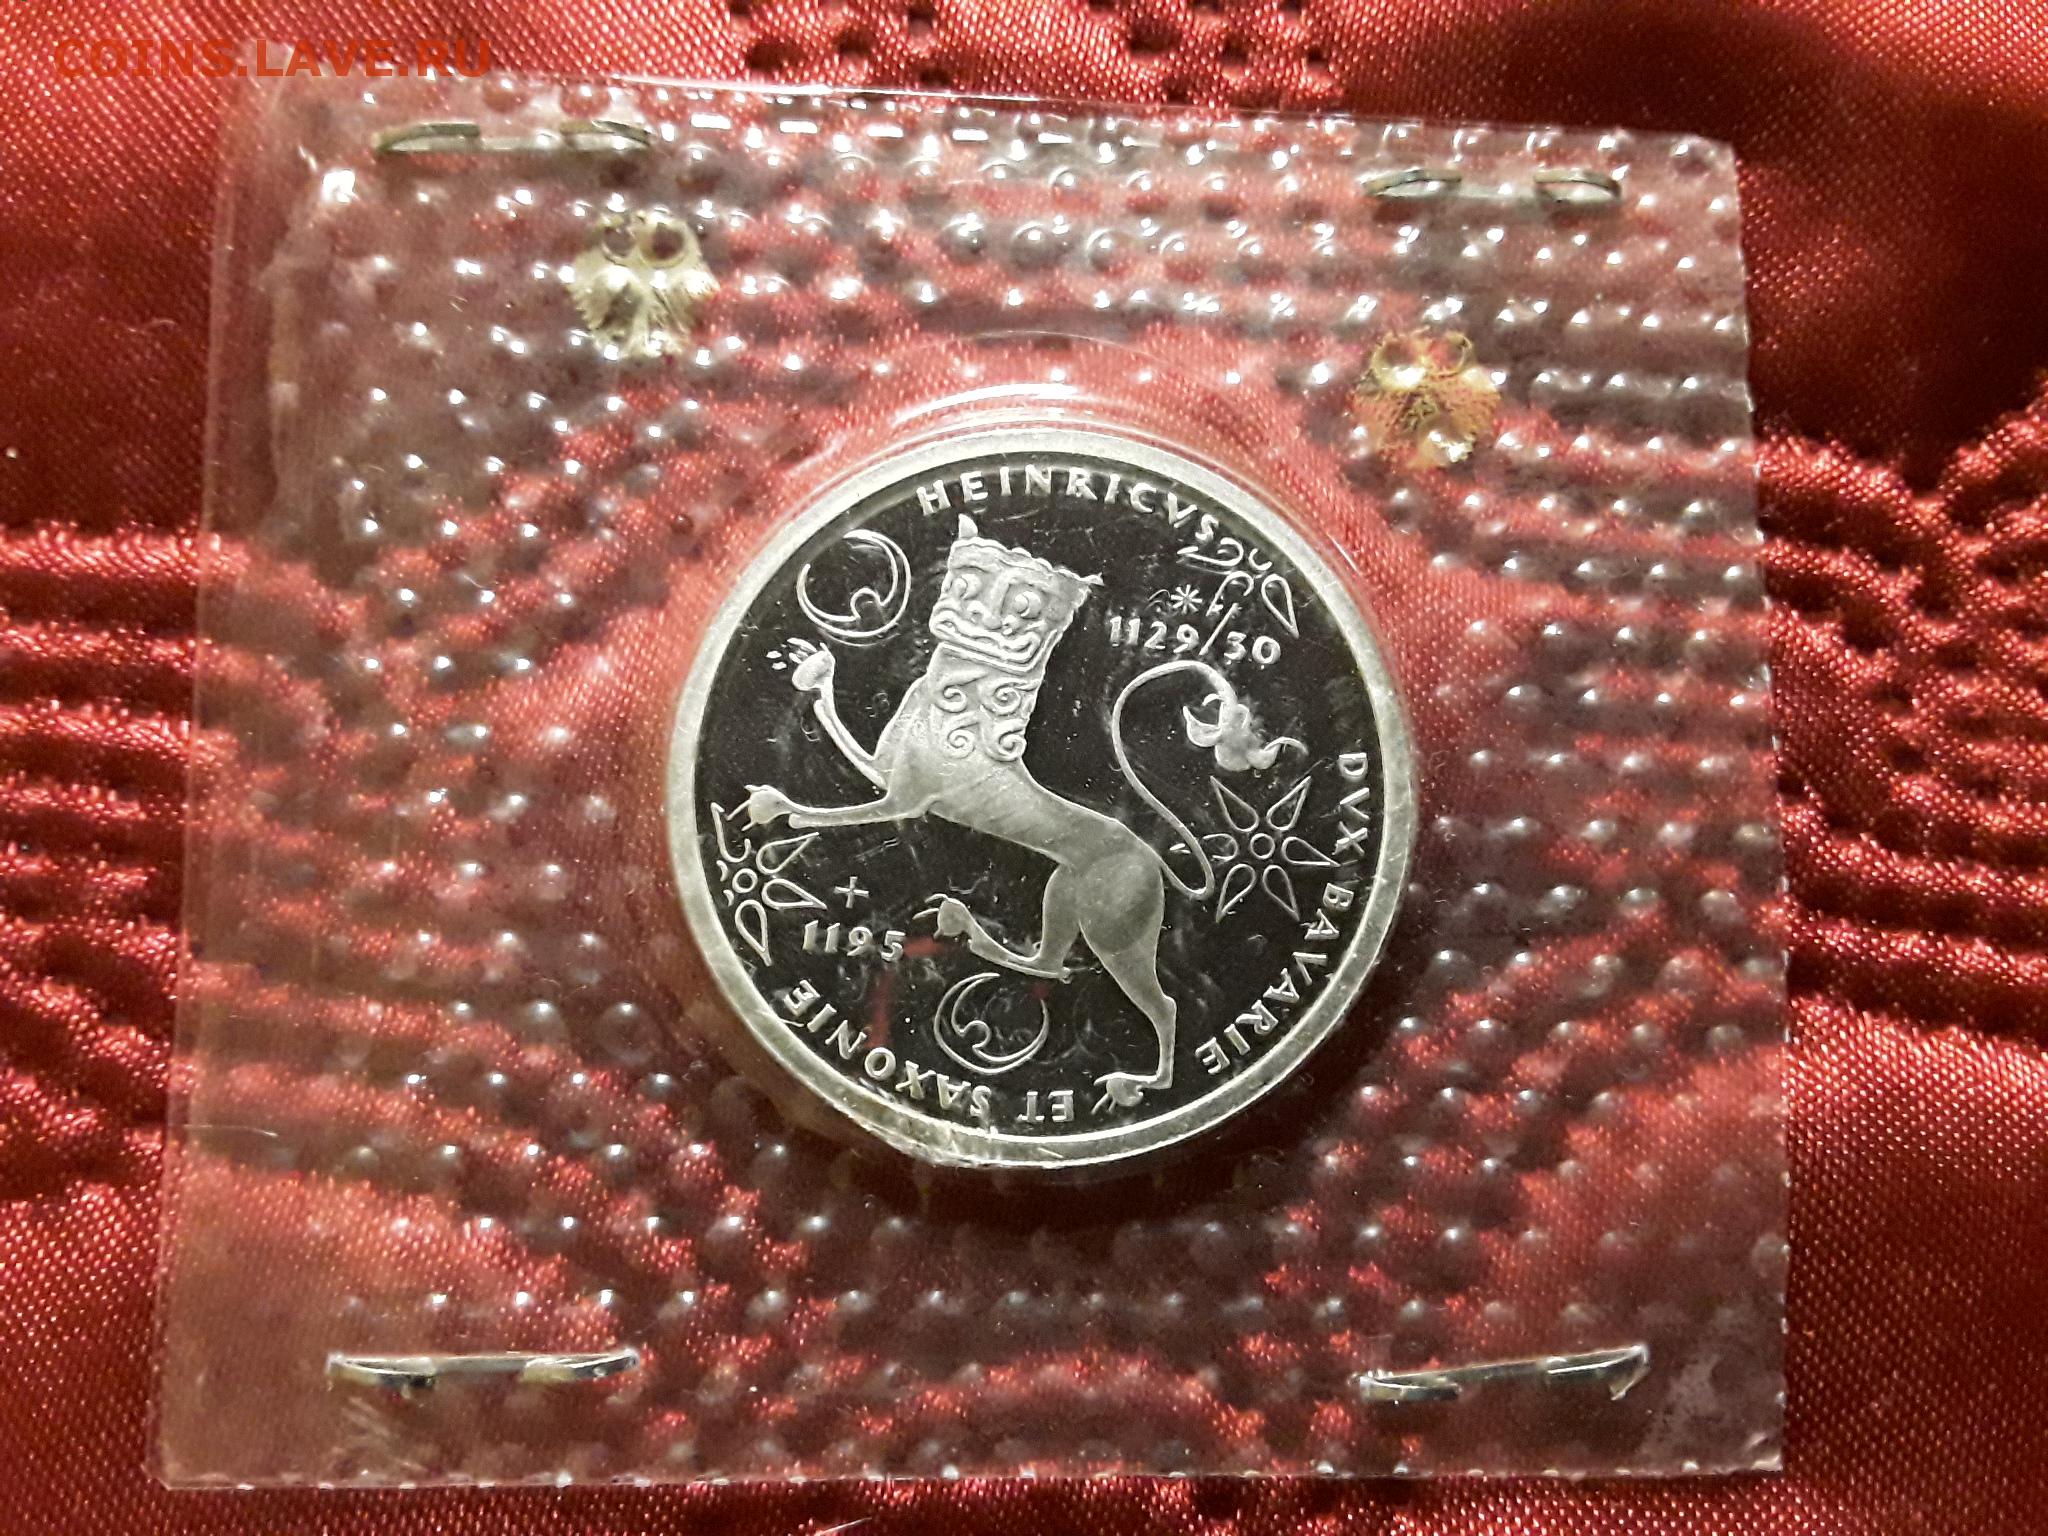 COINS.LAVE.RU
HEINRICVS
* 1129/30
DVX BAVARIE
+ 1195
ET SAXONIE